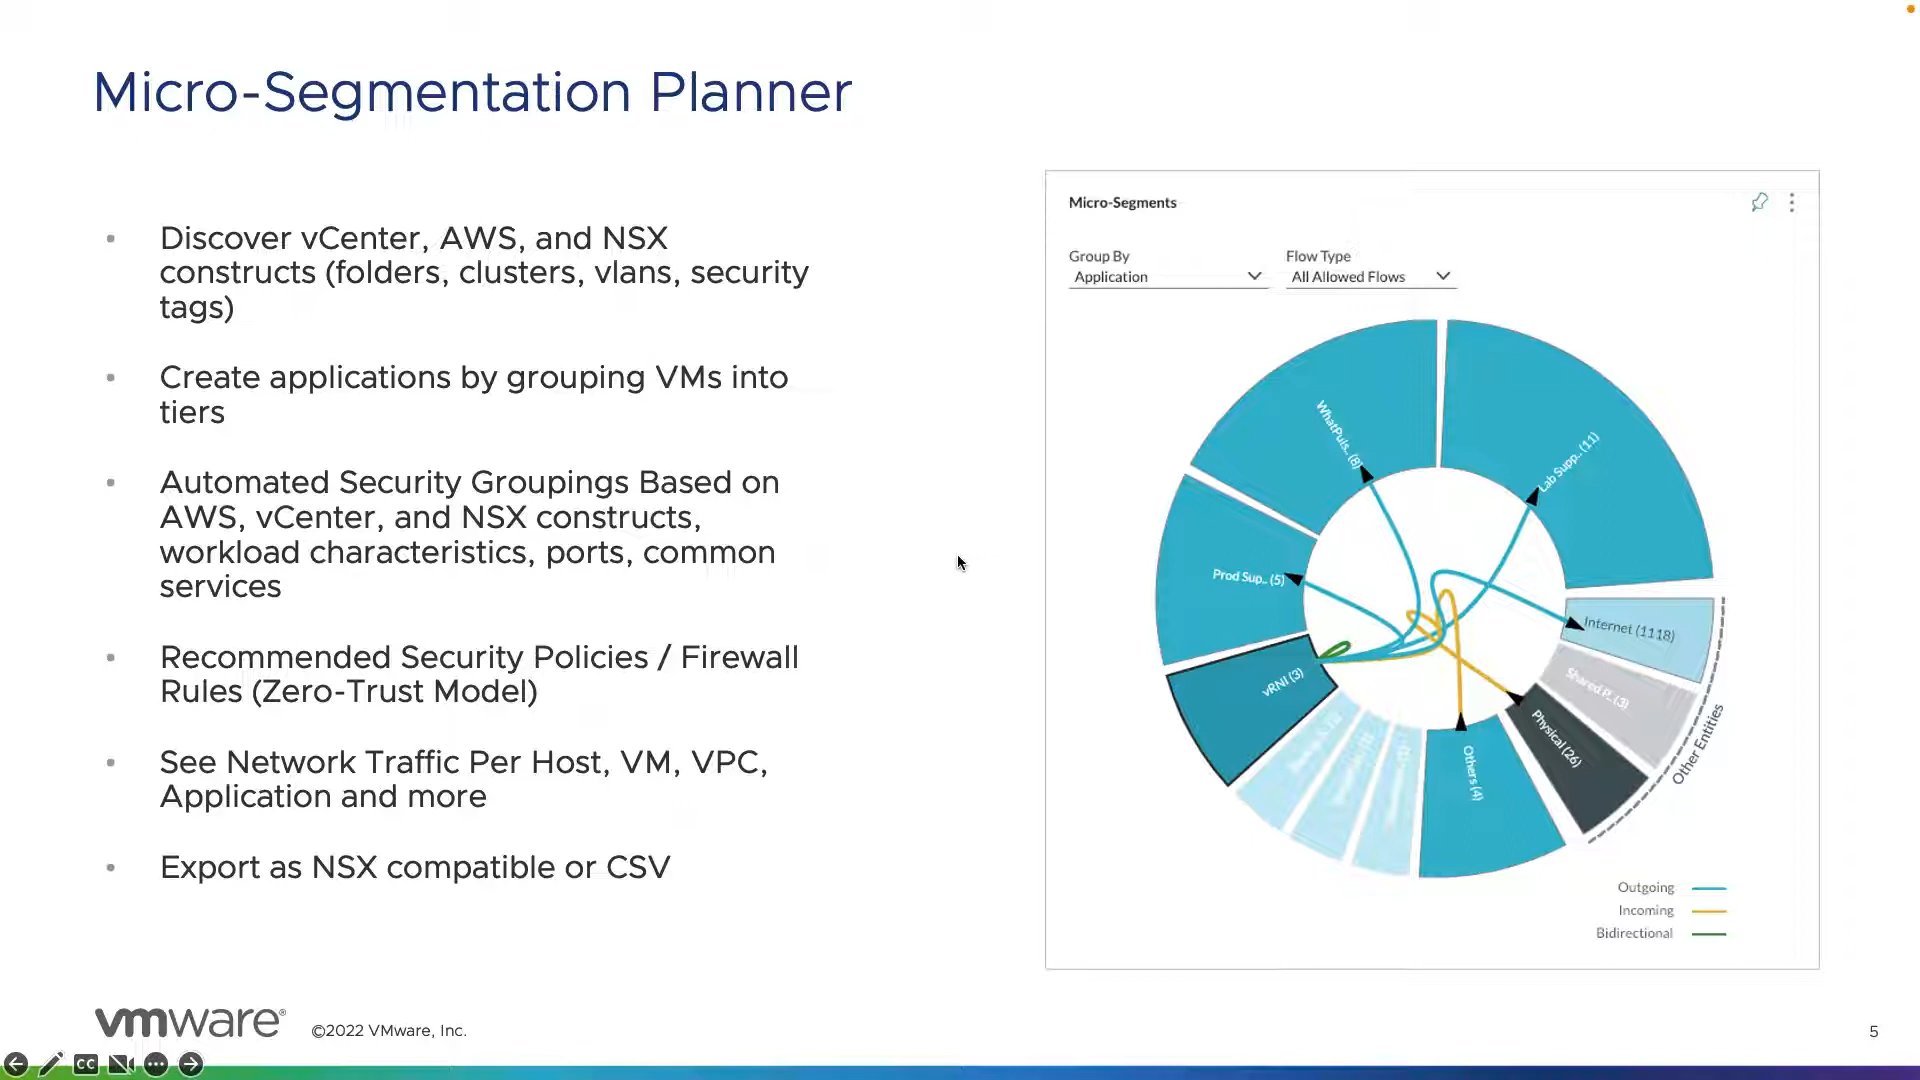 Micro-Segmentation Planner
• Discover vCenter, AWS, and NSX
constructs (folders, clusters, vlans, security
tags)
• Create applications by grouping VMs into
tiers
• Automated Security Groupings Based on
AWS, vCenter, and NSX constructs,
workload characteristics, ports, common
services
• Recommended Security Policies / Firewall
Rules (Zero-Trust Model)
• See Network Traffic Per Host, VM, VPC,
Application and more
• Export as NSX compatible or CSV
Micro-Segments
Group By
Application
Flow Type
All Allowed Flows
WhatPuls.. (8)
Lab Supp.. (11)
Prod Sup.. (5)
Internet (1118)
Shared P.. (3)
vRNI (3)
Physical (26)
Others (4)
Other Entities
Outgoing
Incoming
Bidirectional
vmware®
©2022 VMware, Inc.
5
CC